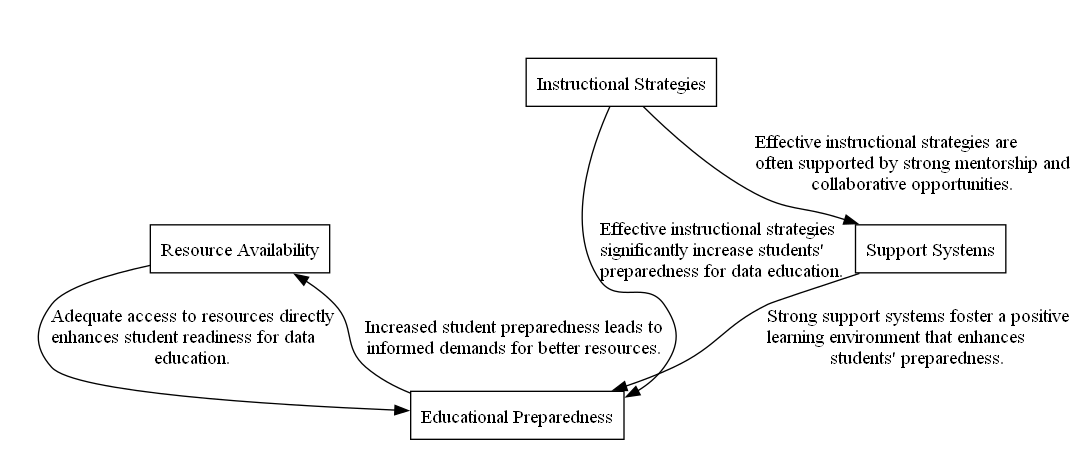 Instructional Strategies
Effective instructional strategies are
often supported by strong mentorship and
collaborative opportunities.
Effective instructional strategies
significantly increase students'
preparedness for data education.
Resource Availability
Support Systems
Adequate access to resources directly
enhances student readiness for data
education.
Increased student preparedness leads to
informed demands for better resources.
Strong support systems foster a positive
learning environment that enhances
students' preparedness.
Educational Preparedness